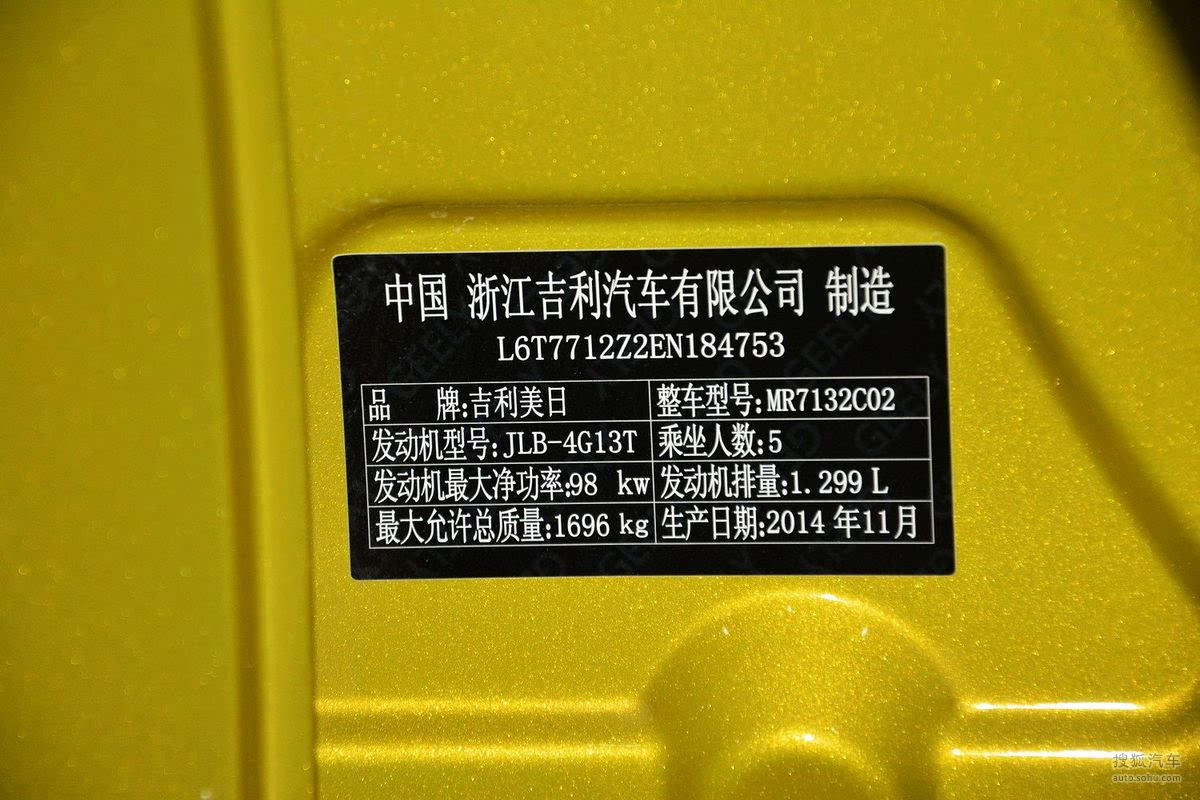 中国 浙江吉利汽车有限公司 制造
L6T7712Z2EN184753
品 牌:吉利美日 整车型号:MR7132C02
发动机型号:JLB-4G13T 乘坐人数:5
发动机最大净功率:98 kw 发动机排量:1.299 L
最大允许总质量:1696 kg 生产日期:2014 年11月
搜狐汽车
auto.sohu.com